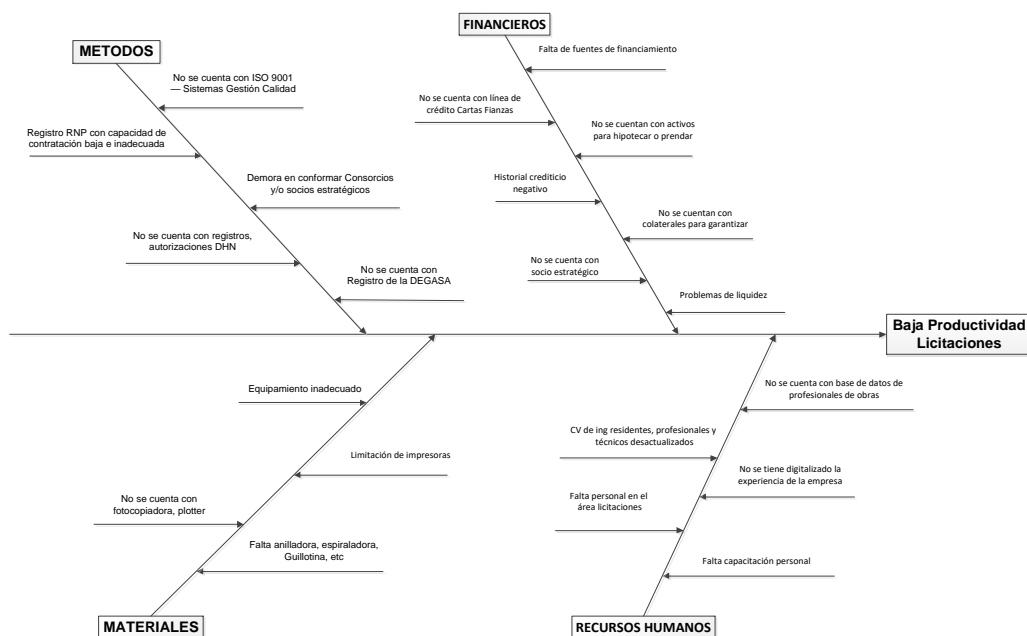 METODOS
No se cuenta con ISO 9001
— Sistemas Gestión Calidad
Registro RNP con capacidad de
contratación baja e inadecuada
Demora en conformar Consorcios
y/o socios estratégicos
No se cuenta con registros,
autorizaciones DHN
No se cuenta con
Registro de la DEGASA
FINANCIEROS
Falta de fuentes de financiamiento
No se cuenta con línea de
crédito Cartas Fianzas
No se cuentan con activos
para hipotecar o prendar
Historial crediticio
negativo
No se cuentan con
colaterales para garantizar
No se cuenta con
socio estratégico
Problemas de liquidez
Baja Productividad
Licitaciones
Equipamiento inadecuado
Limitación de impresoras
No se cuenta con
fotocopiadora, plotter
Falta anilladora, espiraladora,
Guillotina, etc
MATERIALES
No se cuenta con base de datos de
profesionales de obras
CV de ing residentes, profesionales y
técnicos desactualizados
No se tiene digitalizado la
experiencia de la empresa
Falta personal en el
área licitaciones
Falta capacitación personal
RECURSOS HUMANOS